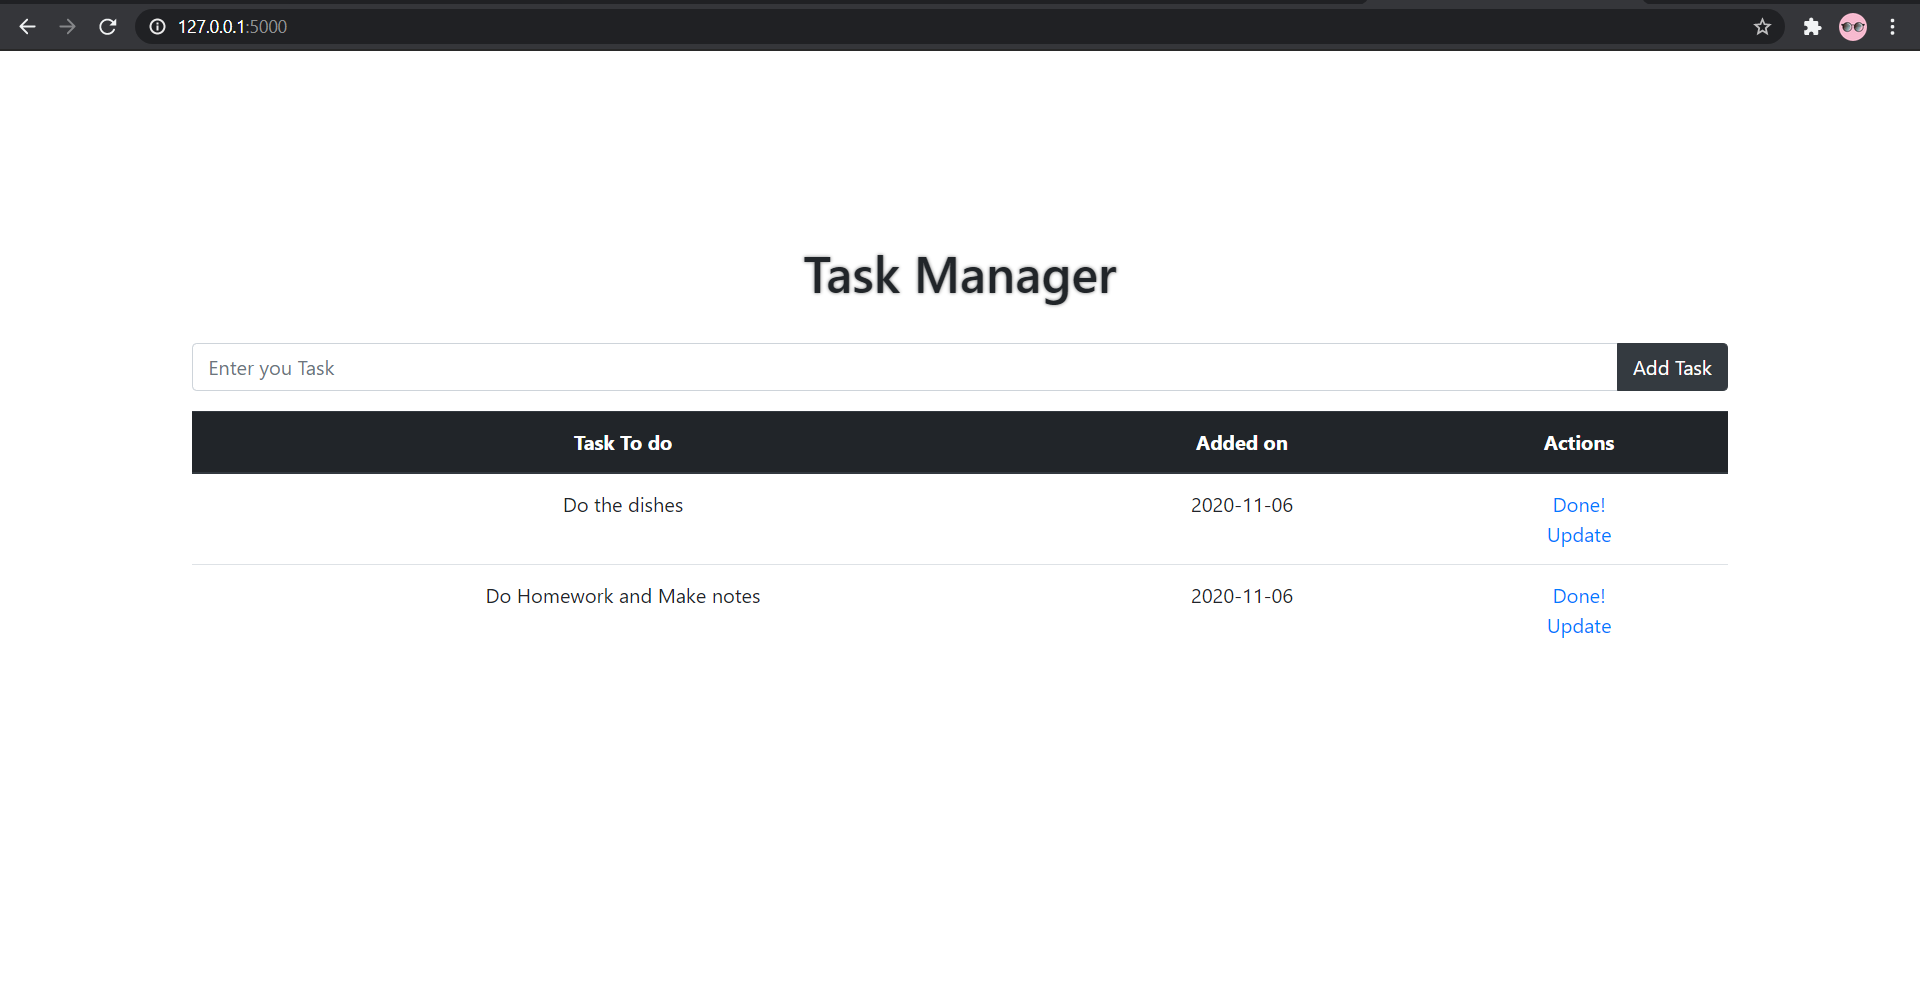 127.0.0.1:5000
Task Manager
Enter you Task
Add Task
Task To do Added on Actions
Do the dishes 2020-11-06 Done!
Update
Do Homework and Make notes 2020-11-06 Done!
Update